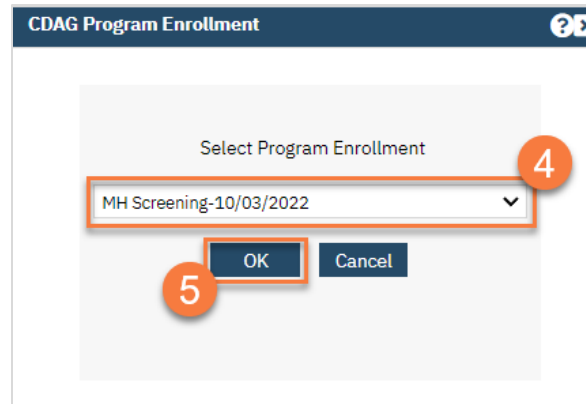 CDAG Program Enrollment ?
Select Program Enrollment
4
MH Screening-10/03/2022
OK Cancel
5